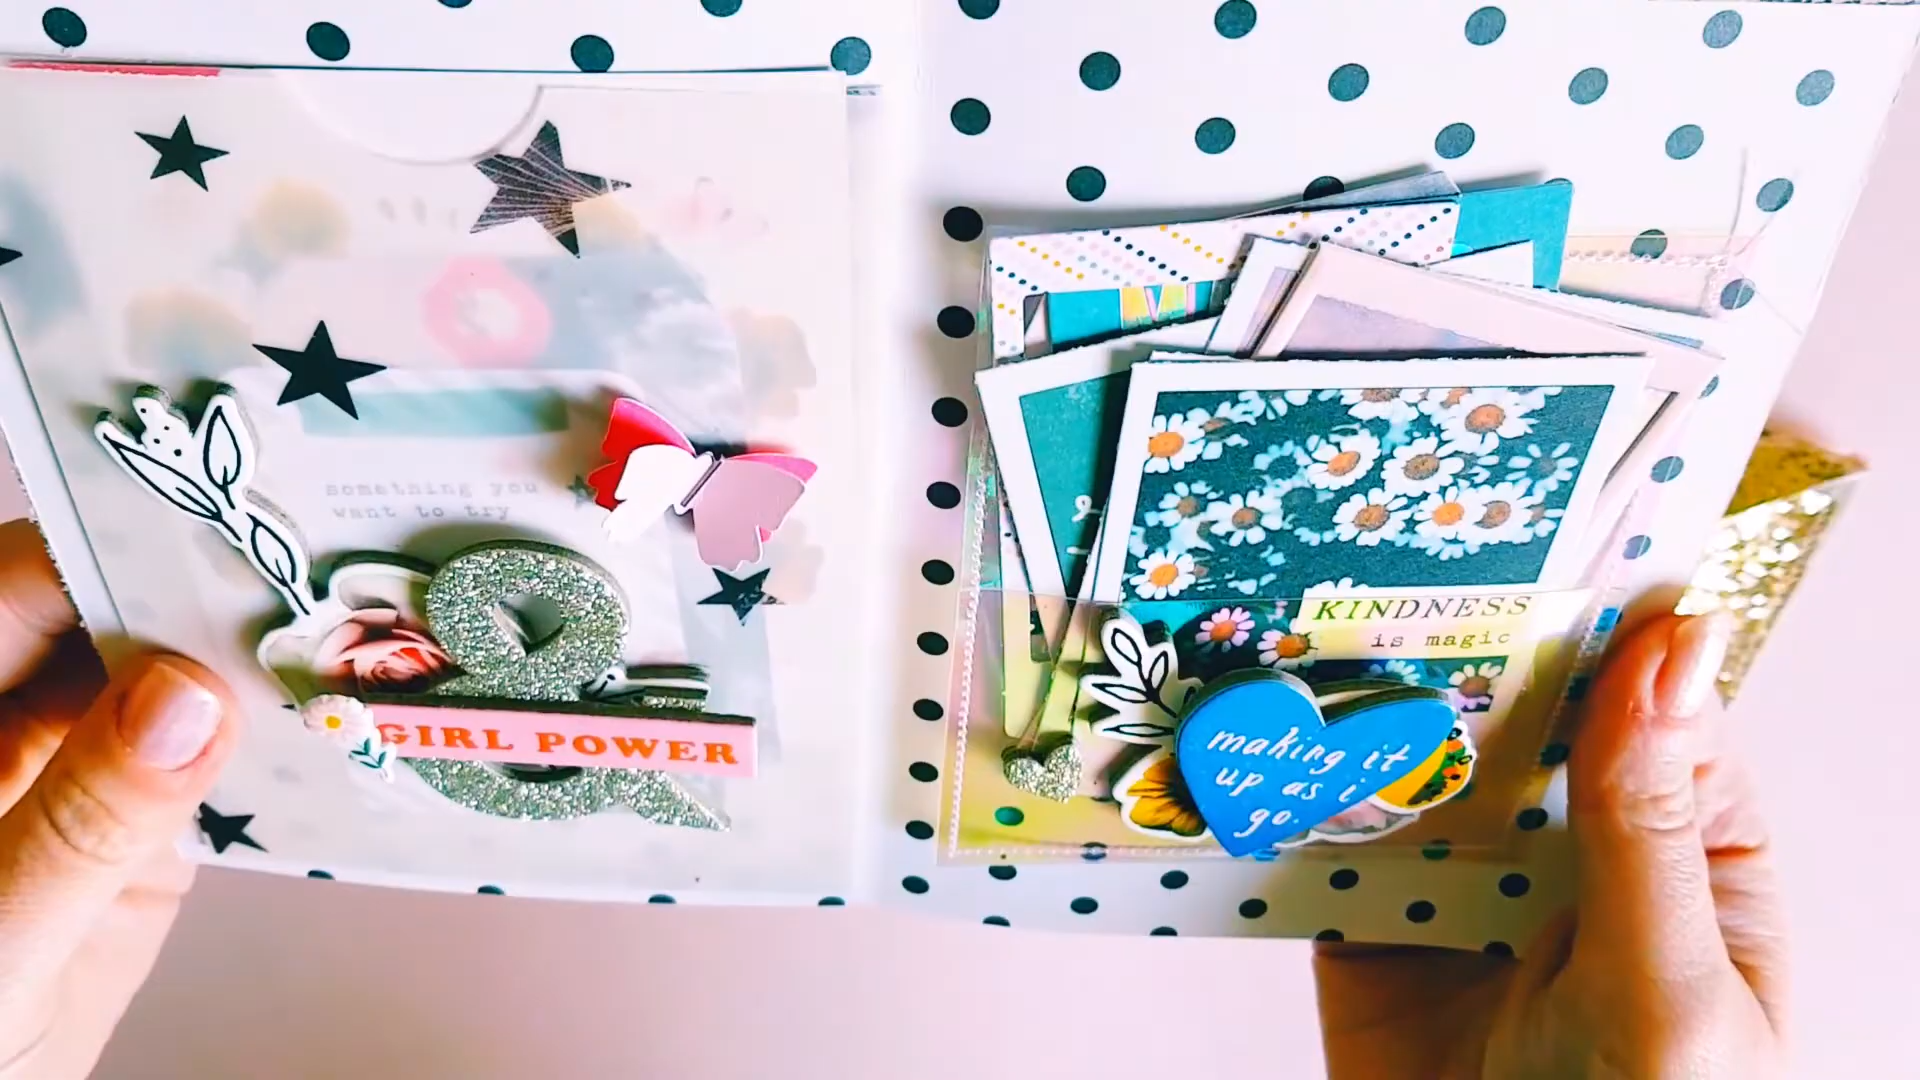 something you
want to try
&
GIRL POWER
KINDNESS
is magic
making it
up as i
go.